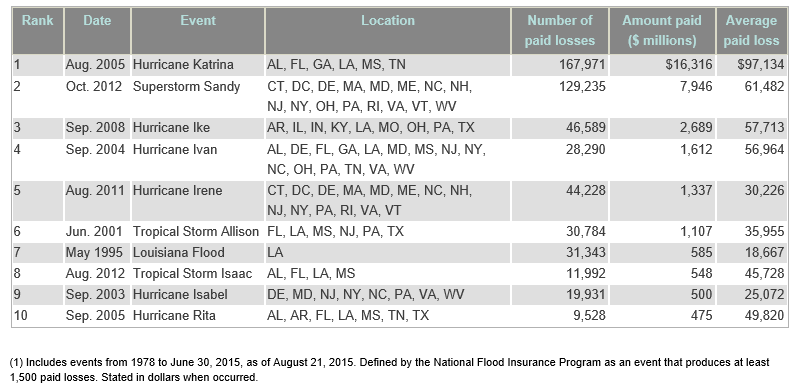 Rank Date Event Location Number of paid losses Amount paid ($ millions) Average paid loss
1 Aug. 2005 Hurricane Katrina AL, FL, GA, LA, MS, TN 167,971 $16,316 $97,134
2 Oct. 2012 Superstorm Sandy CT, DC, DE, MA, MD, ME, NC, NH, 129,235 7,946 61,482
NJ, NY, OH, PA, RI, VA, VT, WV
3 Sep. 2008 Hurricane Ike AR, IL, IN, KY, LA, MO, OH, PA, TX 46,589 2,689 57,713
4 Sep. 2004 Hurricane Ivan AL, DE, FL, GA, LA, MD, MS, NJ, NY, 28,290 1,612 56,964
NC, OH, PA, TN, VA, WV
5 Aug. 2011 Hurricane Irene CT, DC, DE, MA, MD, ME, NC, NH, 44,228 1,337 30,226
NJ, NY, PA, RI, VA, VT
6 Jun. 2001 Tropical Storm Allison FL, LA, MS, NJ, PA, TX 30,784 1,107 35,955
7 May 1995 Louisiana Flood LA 31,343 585 18,667
8 Aug. 2012 Tropical Storm Isaac AL, FL, LA, MS 11,992 548 45,728
9 Sep. 2003 Hurricane Isabel DE, MD, NJ, NY, NC, PA, VA, WV 19,931 500 25,072
10 Sep. 2005 Hurricane Rita AL, AR, FL, LA, MS, TN, TX 9,528 475 49,820
(1) Includes events from 1978 to June 30, 2015, as of August 21, 2015. Defined by the National Flood Insurance Program as an event that produces at least
1,500 paid losses. Stated in dollars when occurred.